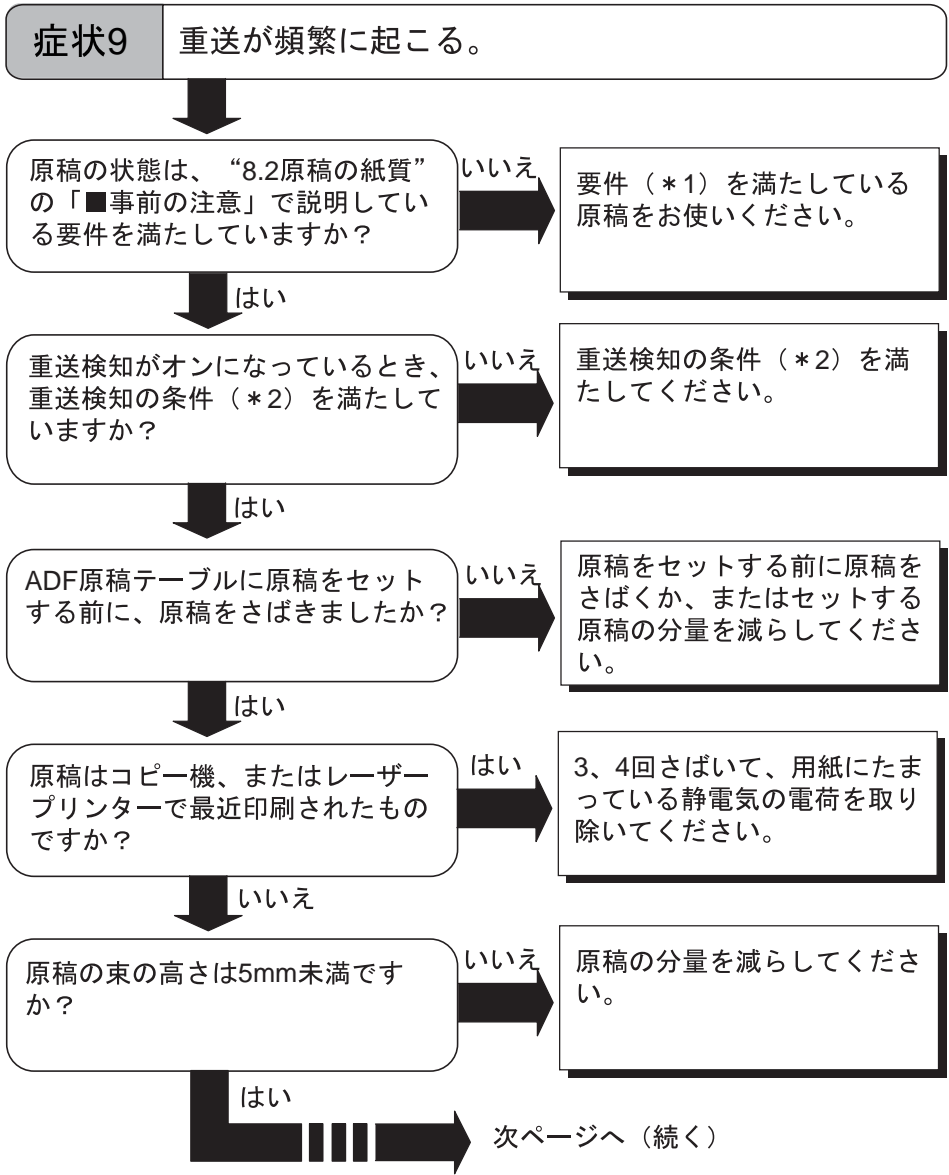 症状9
重送が頻繁に起こる。
原稿の状態は、“8.2原稿の紙質”
の「■事前の注意」で説明してい
る要件を満たしていますか？
いいえ
要件（＊1）を満たしている
原稿をお使いください。
はい
重送検知がオンになっているとき、
重送検知の条件（＊2）を満たして
いますか？
いいえ
重送検知の条件（＊2）を満
たしてください。
はい
ADF原稿テーブルに原稿をセット
する前に、原稿をさばきましたか？
いいえ
原稿をセットする前に原稿を
さばくか、またはセットする
原稿の分量を減らしてくださ
い。
はい
原稿はコピー機、またはレーザー
プリンターで最近印刷されたもの
ですか？
はい
3、4回さばいて、用紙にたま
っている静電気の電荷を取り
除いてください。
いいえ
原稿の束の高さは5mm未満です
か？
いいえ
原稿の分量を減らしてくださ
い。
はい
次ページへ（続く）